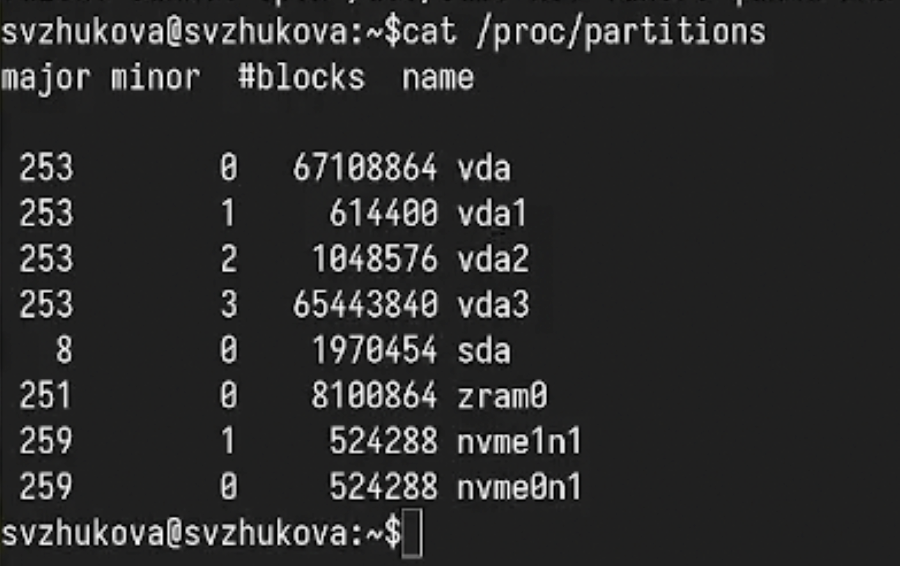 svzhukova@svzhukova:~$cat /proc/partitions
major minor  #blocks  name
 253        0   67108864 vda
 253        1     614400 vda1
 253        2    1048576 vda2
 253        3   65443840 vda3
   8        0    1970454 sda
 251        0    8100864 zram0
 259        1     524288 nvme1n1
 259        0     524288 nvme0n1
svzhukova@svzhukova:~$